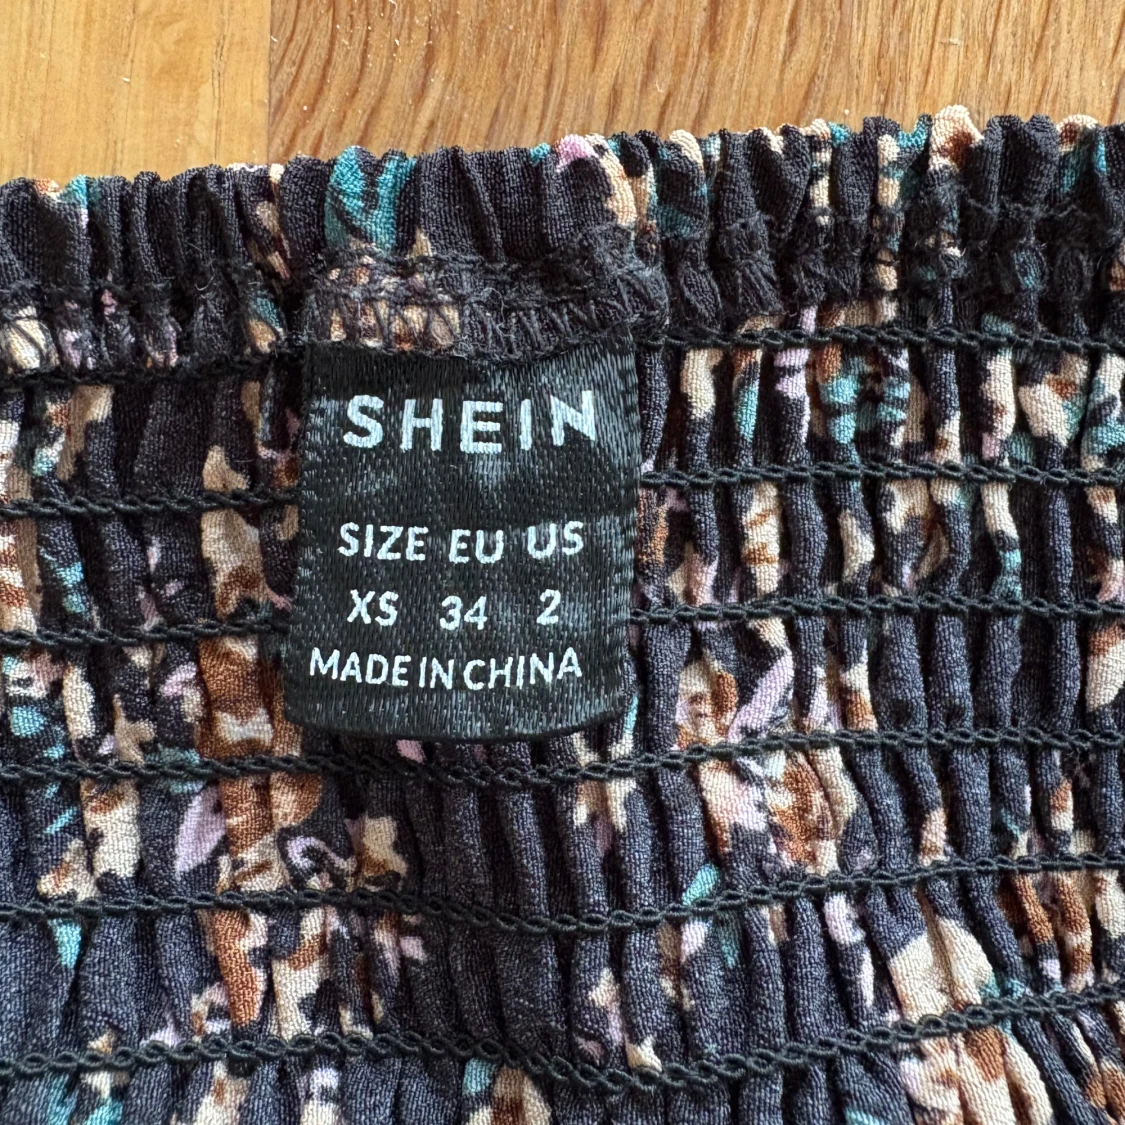 SHEIN
SIZE EU US
XS 34 2
MADE IN CHINA